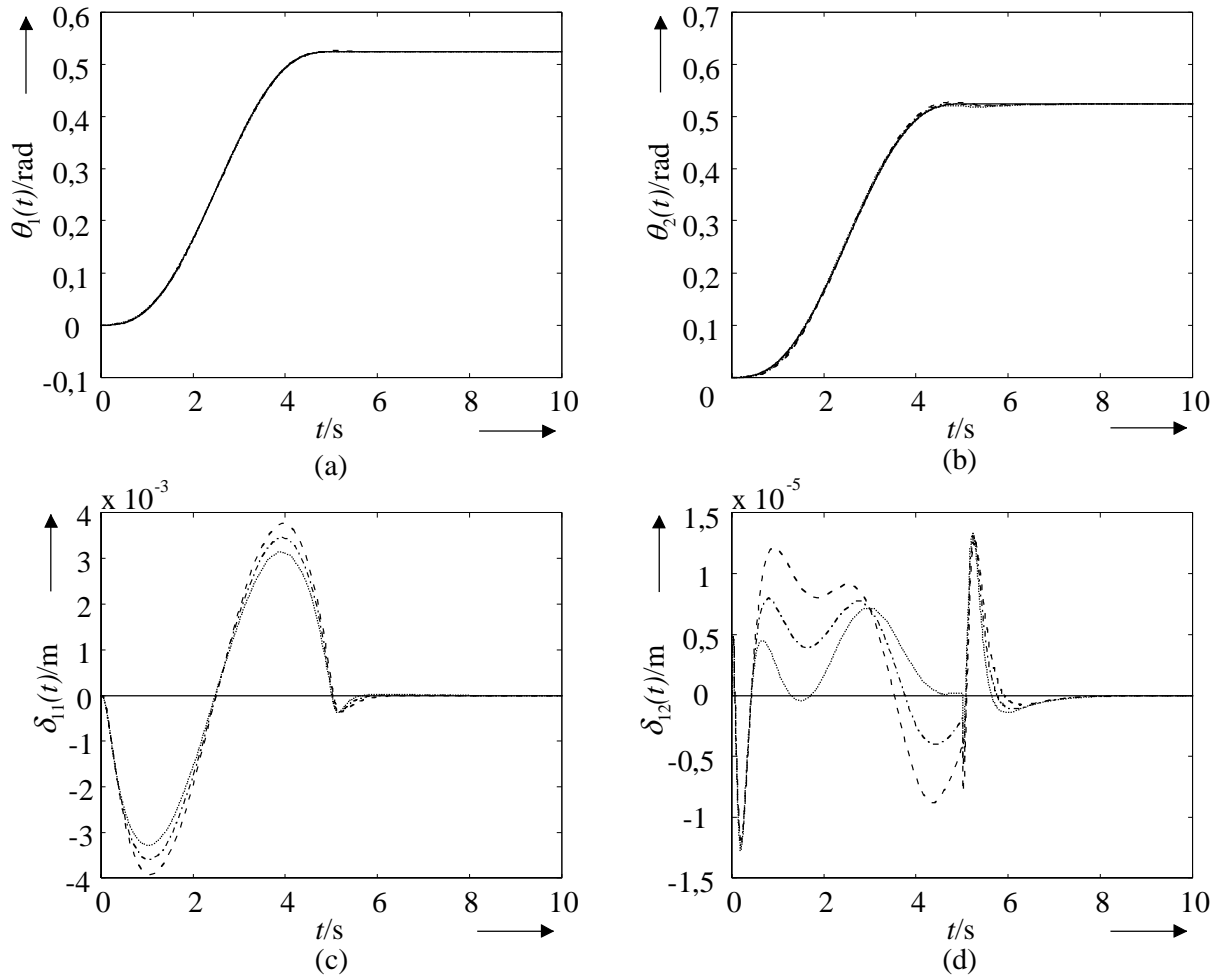 0,6
0,5
0,4
0,3
0,2
0,1
0
-0,1
θ₁(t)/rad
0 2 4 6 8 10
t/s
(a)
0,7
0,6
0,5
0,4
0,3
0,2
0,1
0
θ₂(t)/rad
2 4 6 8 10
t/s
(b)
x 10⁻³
4
3
2
1
0
-1
-2
-3
-4
δ₁₁(t)/m
0 2 4 6 8 10
t/s
(c)
x 10⁻⁵
1,5
1
0,5
0
-0,5
-1
-1,5
δ₁₂(t)/m
0 2 4 6 8 10
t/s
(d)